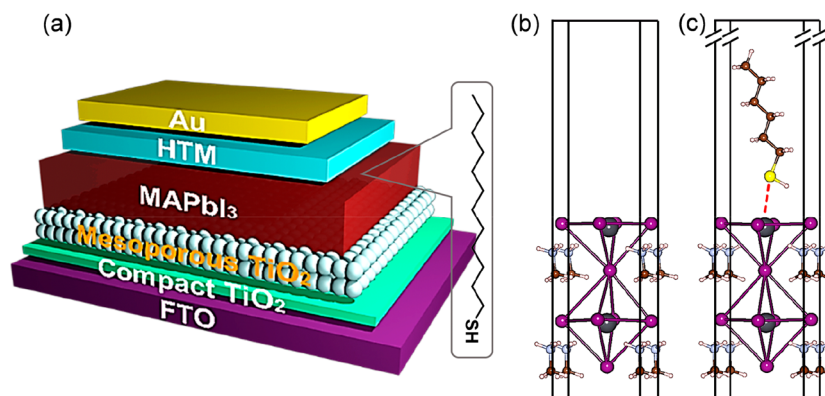 (a)
Au
HTM
MAPbI₃
Mesoporous TiO₂
Compact TiO₂
FTO
SH
(b)
(c)